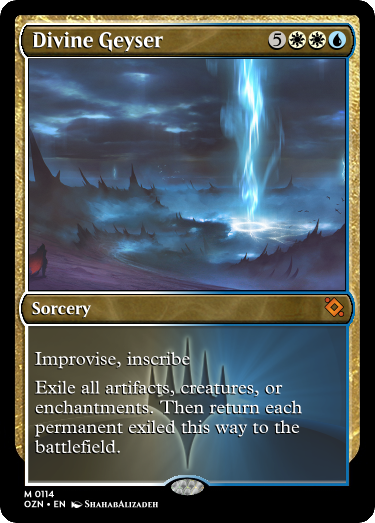 Divine Geyser 5
Sorcery
Improvise, inscribe
Exile all artifacts, creatures, or
enchantments. Then return each
permanent exiled this way to the
battlefield.
M 0114
OZN • EN ShahabAlizadeh